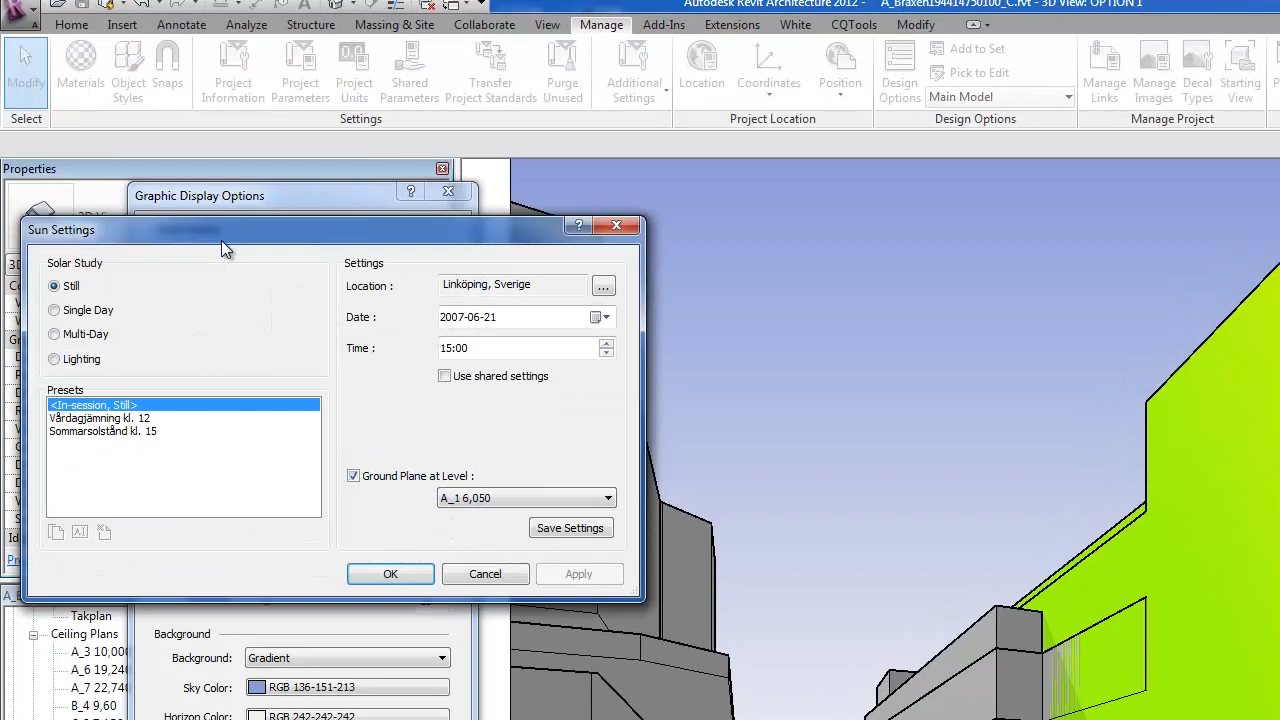 Autodesk Revit Architecture 2012 - A_Braxen194414750100_C.rvt - 3D View: OPTION 1
Home Insert Annotate Analyze Structure Massing & Site Collaborate View Manage Add-Ins Extensions White CQTools Modify
Modify Materials Object Styles Snaps Project Information Project Parameters Project Units Shared Parameters Transfer Project Standards Purge Unused Additional Settings Location Coordinates Position Design Options Add to Set Pick to Edit Main Model Manage Links Manage Images Decal Types Starting View
Select Settings Project Location Design Options Manage Project
Properties
Graphic Display Options
Sun Settings
Solar Study
Still
Single Day
Multi-Day
Lighting
Presets
<In-session, Still>
Vårdagjämning kl. 12
Sommarsolstånd kl. 15
Settings
Location : Linköping, Sverige ...
Date : 2007-06-21
Time : 15:00
Use shared settings
Ground Plane at Level :
A_1 6,050
Save Settings
OK Cancel Apply
Takplan
Ceiling Plans
A_3 10,000
A_6 19,240
A_7 22,740
B_4 9,60
Background
Background: Gradient
Sky Color: RGB 136-151-213
Horizon Color: RGB 242-242-242